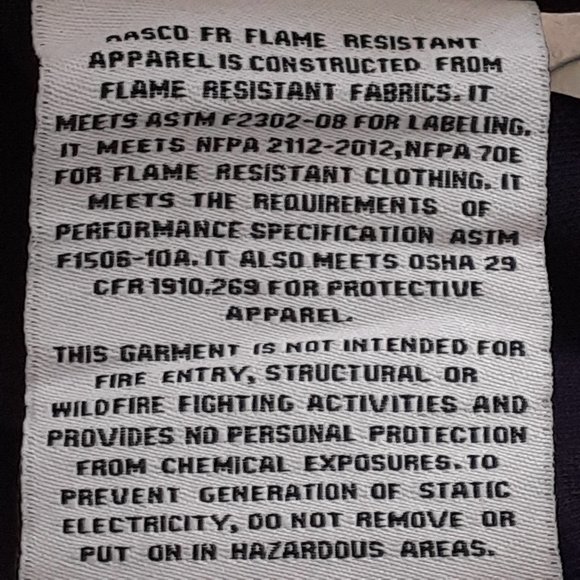 RASCO FR FLAME RESISTANT
APPAREL IS CONSTRUCTED FROM
FLAME RESISTANT FABRICS. IT
MEETS ASTM F2302-08 FOR LABELING.
IT MEETS NFPA 2112-2012, NFPA 70E
FOR FLAME RESISTANT CLOTHING. IT
MEETS THE REQUIREMENTS OF
PERFORMANCE SPECIFICATION ASTM
F1506-10A. IT ALSO MEETS OSHA 29
CFR 1910.269 FOR PROTECTIVE
APPAREL.
THIS GARMENT IS NOT INTENDED FOR
FIRE ENTRY, STRUCTURAL OR
WILDFIRE FIGHTING ACTIVITIES AND
PROVIDES NO PERSONAL PROTECTION
FROM CHEMICAL EXPOSURES. TO
PREVENT GENERATION OF STATIC
ELECTRICITY, DO NOT REMOVE OR
PUT ON IN HAZARDOUS AREAS.